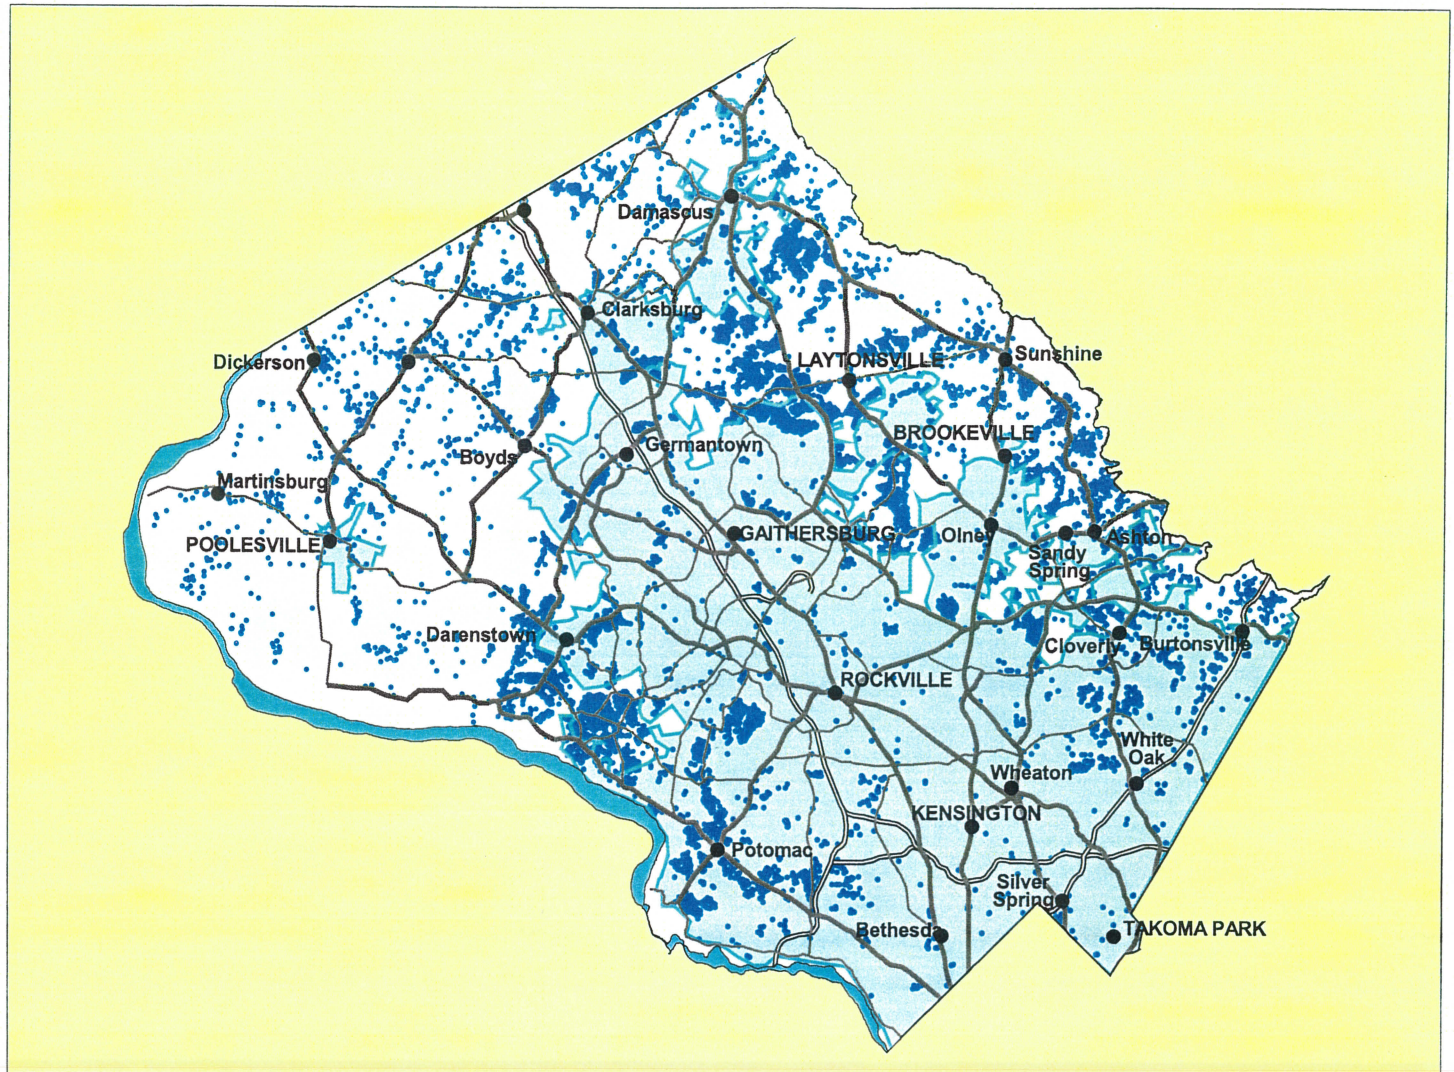 Damascus
Clarksburg
Dickerson
LAYTONSVILLE
Sunshine
BROOKEVILLE
Germantown
Boyds
Martinsburg
POOLESVILLE
GAITHERSBURG
Olney
Sandy
Spring
Ashton
Darenstown
Cloverly
Burtonsville
ROCKVILLE
White
Oak
Wheaton
KENSINGTON
Potomac
Silver
Spring
Bethesda
TAKOMA PARK